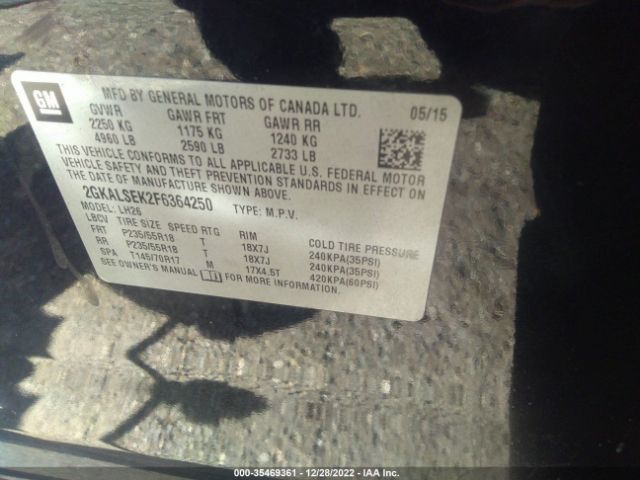 GM
MFD BY GENERAL MOTORS OF CANADA LTD. 05/15
GVWR GAWR FRT GAWR RR
2250 KG 1175 KG 1240 KG
4960 LB 2590 LB 2733 LB
THIS VEHICLE CONFORMS TO ALL APPLICABLE U.S. FEDERAL MOTOR
VEHICLE SAFETY AND THEFT PREVENTION STANDARDS IN EFFECT ON
THE DATE OF MANUFACTURE SHOWN ABOVE.
2GKALSEK2F6364250 TYPE: M.P.V.
MODEL: LH26
LBCV TIRE SIZE SPEED RTG RIM COLD TIRE PRESSURE
FRT P235/55R18 T 18X7J 240KPA(35PSI)
RR P235/55R18 T 18X7J 240KPA(35PSI)
SPA T145/70R17 M 17X4.5T 420KPA(60PSI)
SEE OWNER'S MANUAL FOR MORE INFORMATION.
000-35469361 | 12/28/2022 - IAA Inc.